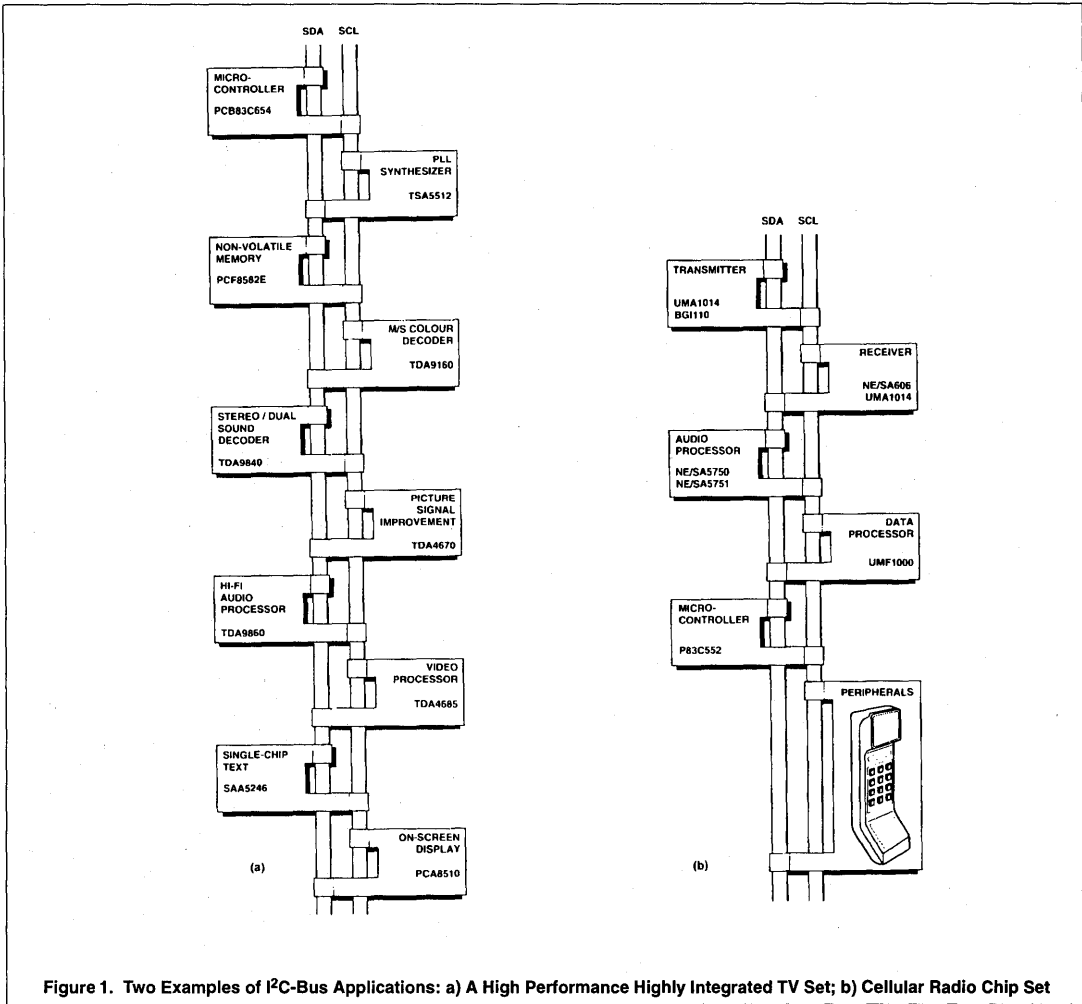 SDA SCL
MICRO-
CONTROLLER
PCB83C654
PLL
SYNTHESIZER
TSA5512
NON-VOLATILE
MEMORY
PCF8582E
M/S COLOUR
DECODER
TDA9160
STEREO / DUAL
SOUND
DECODER
TDA9840
PICTURE
SIGNAL
IMPROVEMENT
TDA4670
HI-FI
AUDIO
PROCESSOR
TDA9860
VIDEO
PROCESSOR
TDA4685
SINGLE-CHIP
TEXT
SAA5246
ON-SCREEN
DISPLAY
PCA8510
(a)
SDA SCL
TRANSMITTER
UMA1014
BGI110
RECEIVER
NE/SA606
UMA1014
AUDIO
PROCESSOR
NE/SA5750
NE/SA5751
DATA
PROCESSOR
UMF1000
MICRO-
CONTROLLER
P83C552
PERIPHERALS
(b)
Figure 1. Two Examples of I²C-Bus Applications: a) A High Performance Highly Integrated TV Set; b) Cellular Radio Chip Set